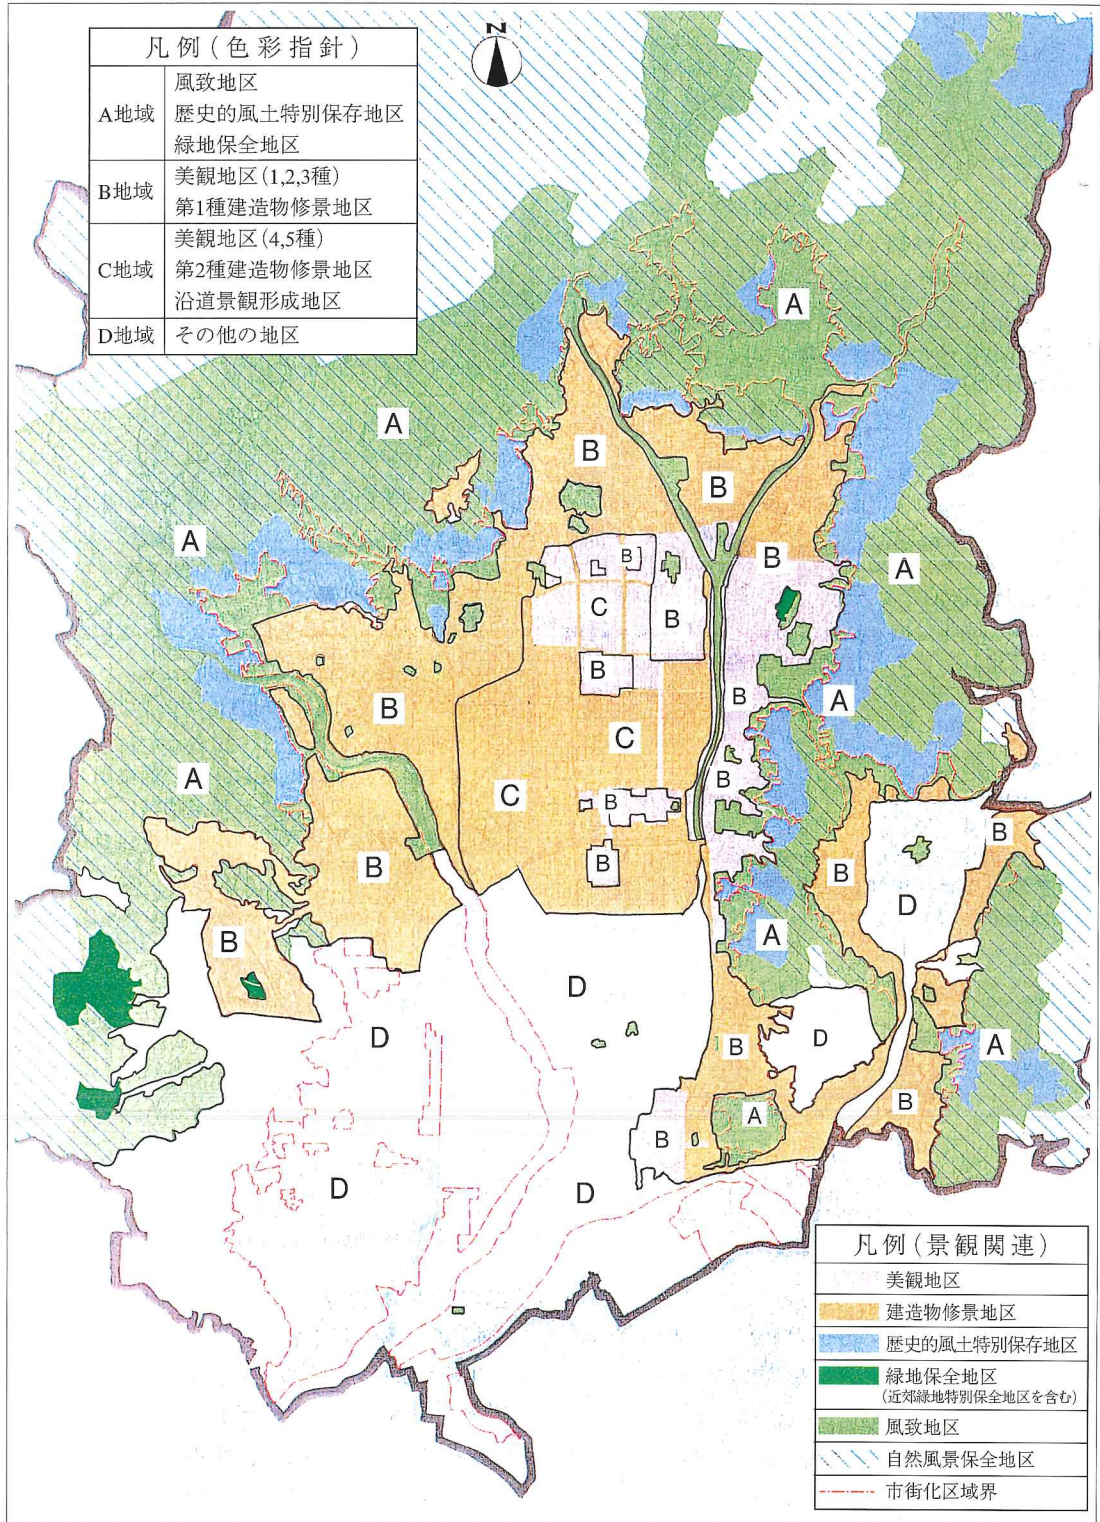 凡例(色彩指針)
A地域
風致地区
歴史的風土特別保存地区
緑地保全地区
B地域
美観地区(1,2,3種)
第1種建造物修景地区
C地域
美観地区(4,5種)
第2種建造物修景地区
沿道景観形成地区
D地域
その他の地区
N
A
A
B
B
A
B
B
A
C
B
B
B
A
B
C
A
B
C
B
B
B
B
B
D
B
A
B
D
D
B
D
A
A
B
B
D
D
凡例(景観関連)
美観地区
建造物修景地区
歴史的風土特別保存地区
緑地保全地区
(近郊緑地特別保全地区を含む)
風致地区
自然風景保全地区
市街化区域界